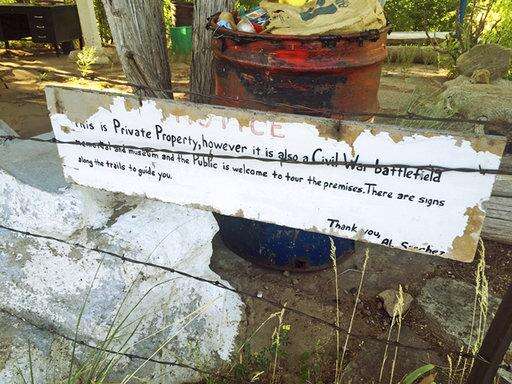 NOTICE
This is Private Property, however it is also a Civil War battlefield
memorial and museum and the Public is welcome to tour the premises. There are signs
along the trails to guide you.
Thank you,
Al Sanchez